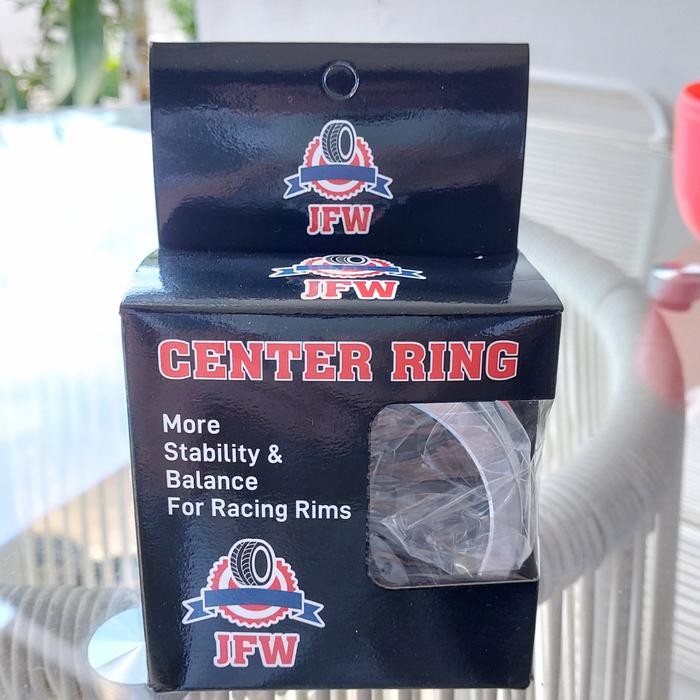 JFW
JFW
CENTER RING
More
Stability &
Balance
For Racing Rims
JFW